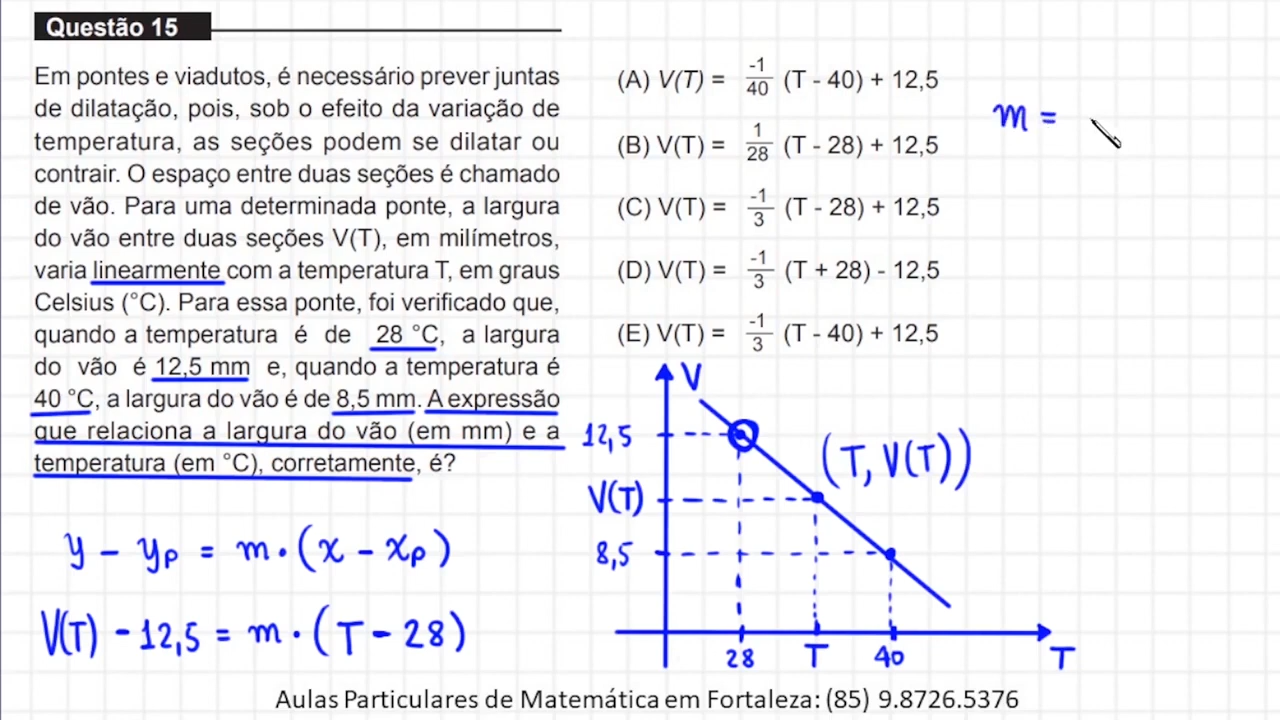 Questão 15
Em pontes e viadutos, é necessário prever juntas
de dilatação, pois, sob o efeito da variação de
temperatura, as seções podem se dilatar ou
contrair. O espaço entre duas seções é chamado
de vão. Para uma determinada ponte, a largura
do vão entre duas seções V(T), em milímetros,
varia linearmente com a temperatura T, em graus
Celsius (°C). Para essa ponte, foi verificado que,
quando a temperatura é de 28 °C, a largura
do vão é 12,5 mm e, quando a temperatura é
40 °C, a largura do vão é de 8,5 mm. A expressão
que relaciona a largura do vão (em mm) e a
temperatura (em °C), corretamente, é?
y - yp = m·(x - xp)
V(T) - 12,5 = m·(T - 28)
(A) V(T) = -1/40 (T - 40) + 12,5
(B) V(T) = 1/28 (T - 28) + 12,5
(C) V(T) = -1/3 (T - 28) + 12,5
(D) V(T) = -1/3 (T + 28) - 12,5
(E) V(T) = -1/3 (T - 40) + 12,5
m =
V
12,5
(T, V(T))
V(T)
8,5
28 T 40 T
Aulas Particulares de Matemática em Fortaleza: (85) 9.8726.5376